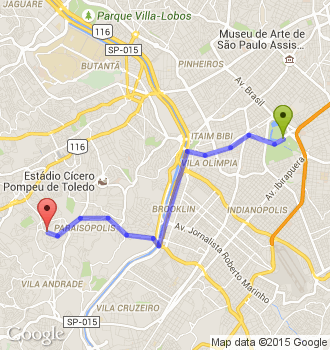 JAGUARE
Parque Villa-Lobos
116
SP-015
BUTANTÃ
Museu de Arte de
São Paulo Assis
PINHEIROS
Av. Brasil
116
ITAIM BIBI
Estádio Cícero
Pompeu de Toledo
VILA OLÍMPIA
Av. Ibirapuera
BROOKLIN
INDIANÓPOLIS
PARAISÓPOLIS
Av. Jornalista Roberto Marinho
VILA ANDRADE
VILA CRUZEIRO
SP-015
Google
Map data ©2015 Google